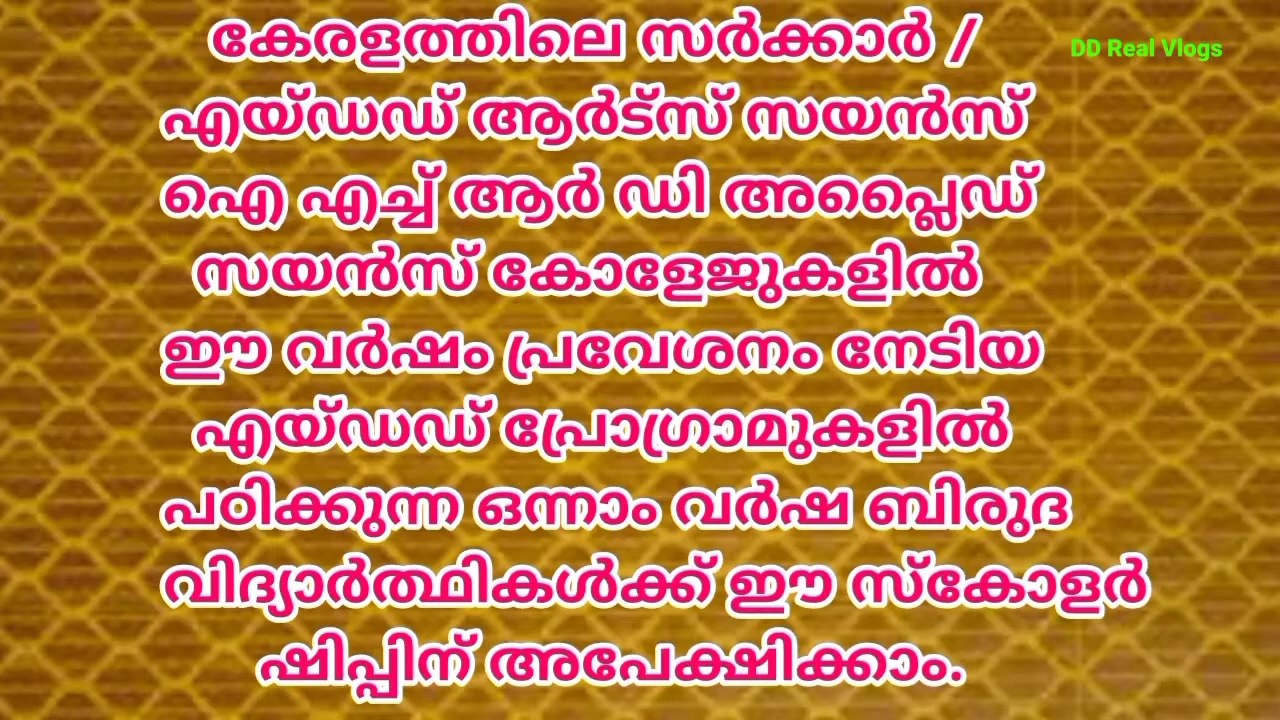 കേരളത്തിലെ സർക്കാർ /
DD Real Vlogs
എയ്ഡഡ് ആർട്സ് സയൻസ്
ഐ എച്ച് ആർ ഡി അപ്ലൈഡ്
സയൻസ് കോളേജുകളിൽ
ഈ വർഷം പ്രവേശനം നേടിയ
എയ്ഡഡ് പ്രോഗ്രാമുകളിൽ
പഠിക്കുന്ന ഒന്നാം വർഷ ബിരുദ
വിദ്യാർത്ഥികൾക്ക് ഈ സ്കോളർ
ഷിപ്പിന് അപേക്ഷിക്കാം.